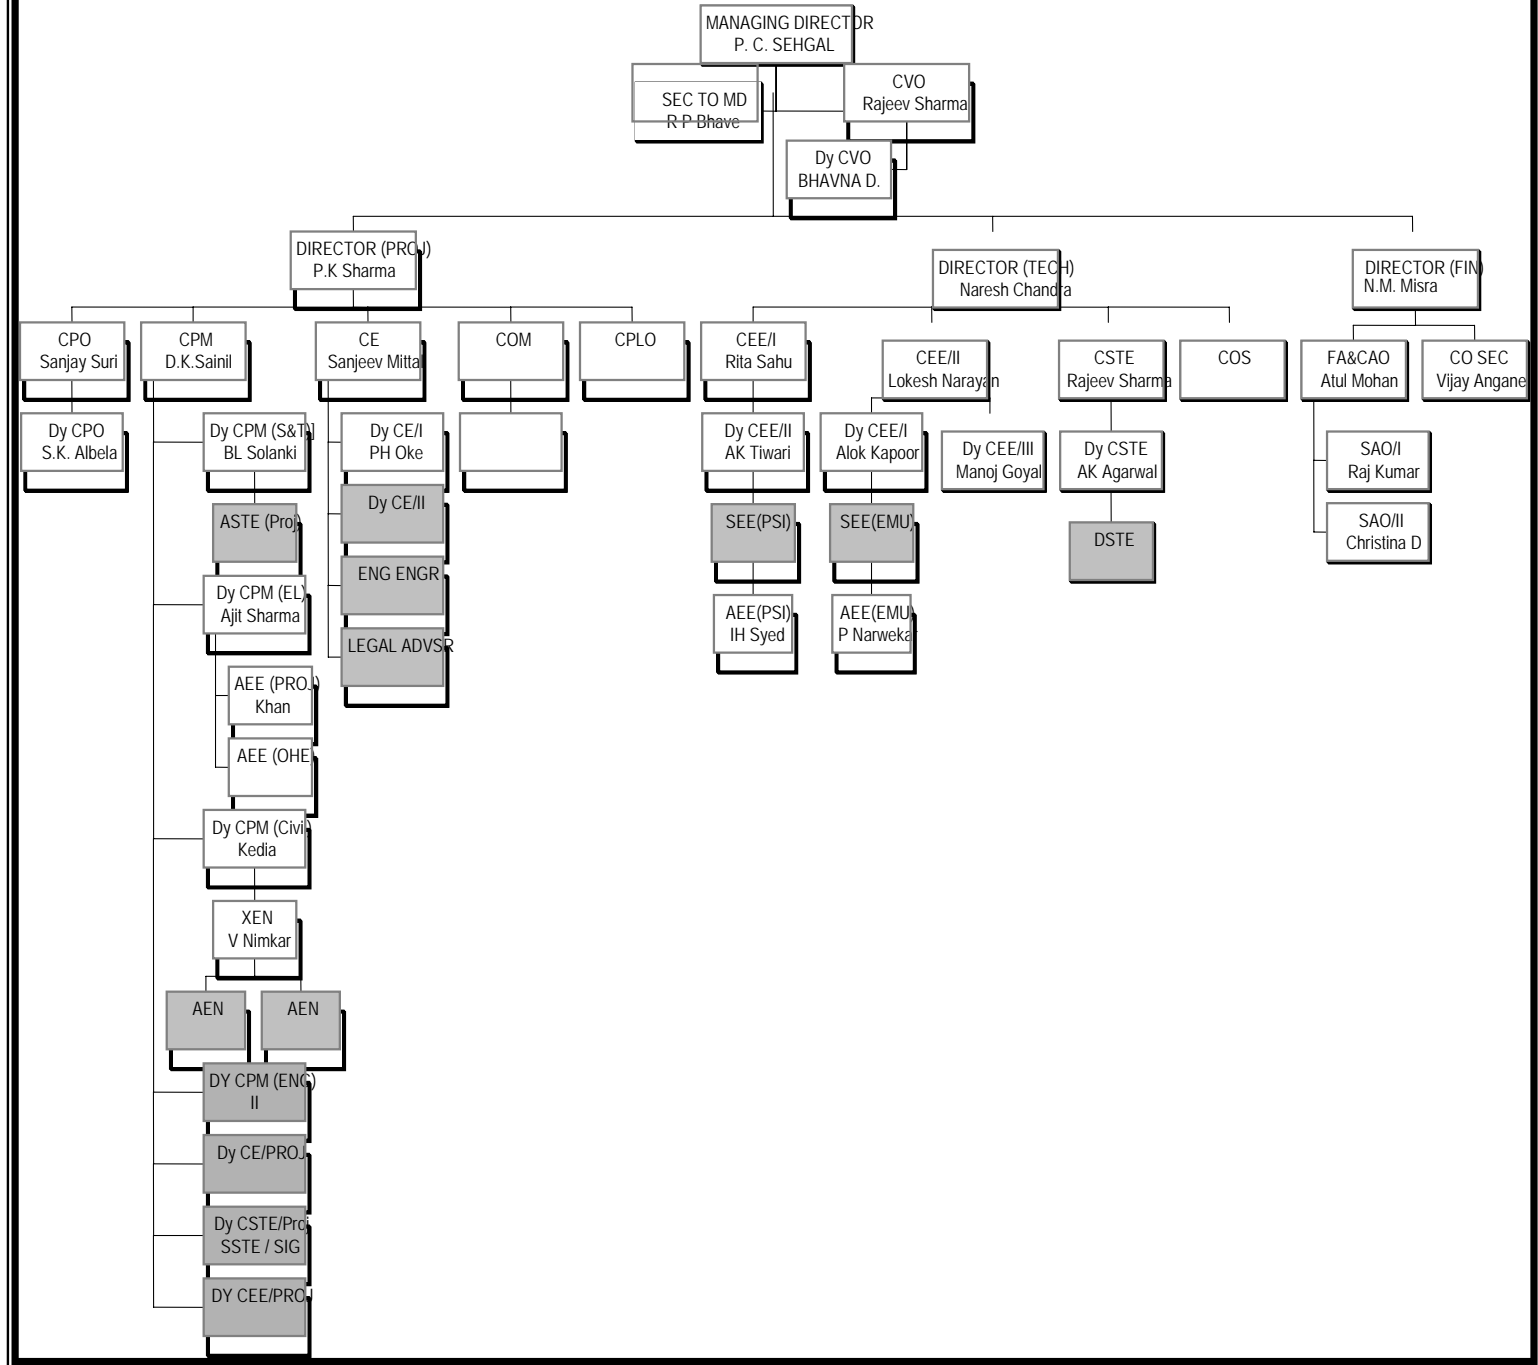 MANAGING DIRECTOR
P. C. SEHGAL
SEC TO MD
R P Bhave
CVO
Rajeev Sharma
Dy CVO
BHAVNA D.
DIRECTOR (PROJ)
P.K Sharma
DIRECTOR (TECH)
Naresh Chandra
DIRECTOR (FIN)
N.M. Misra
CPO
Sanjay Suri
CPM
D.K.Sainil
CE
Sanjeev Mittal
COM
CPLO
CEE/I
Rita Sahu
CEE/II
Lokesh Narayan
CSTE
Rajeev Sharma
COS
FA&CAO
Atul Mohan
CO SEC
Vijay Angane
Dy CPO
S.K. Albela
Dy CPM (S&T)]
BL Solanki
Dy CE/I
PH Oke
Dy CEE/II
AK Tiwari
Dy CEE/I
Alok Kapoor
Dy CEE/III
Manoj Goyal
Dy CSTE
AK Agarwal
SAO/I
Raj Kumar
SAO/II
Christina D
ASTE (Proj)
Dy CE/II
SEE(PSI)
SEE(EMU)
DSTE
Dy CPM (EL)
Ajit Sharma
ENG ENGR
AEE(PSI)
IH Syed
AEE(EMU)
P Narwekar
LEGAL ADVSR
AEE (PROJ)
Khan
AEE (OHE)
Dy CPM (Civil)
Kedia
XEN
V Nimkar
AEN
AEN
DY CPM (ENG)
II
Dy CE/PROJ
Dy CSTE/Proj
SSTE / SIG
DY CEE/PROJ